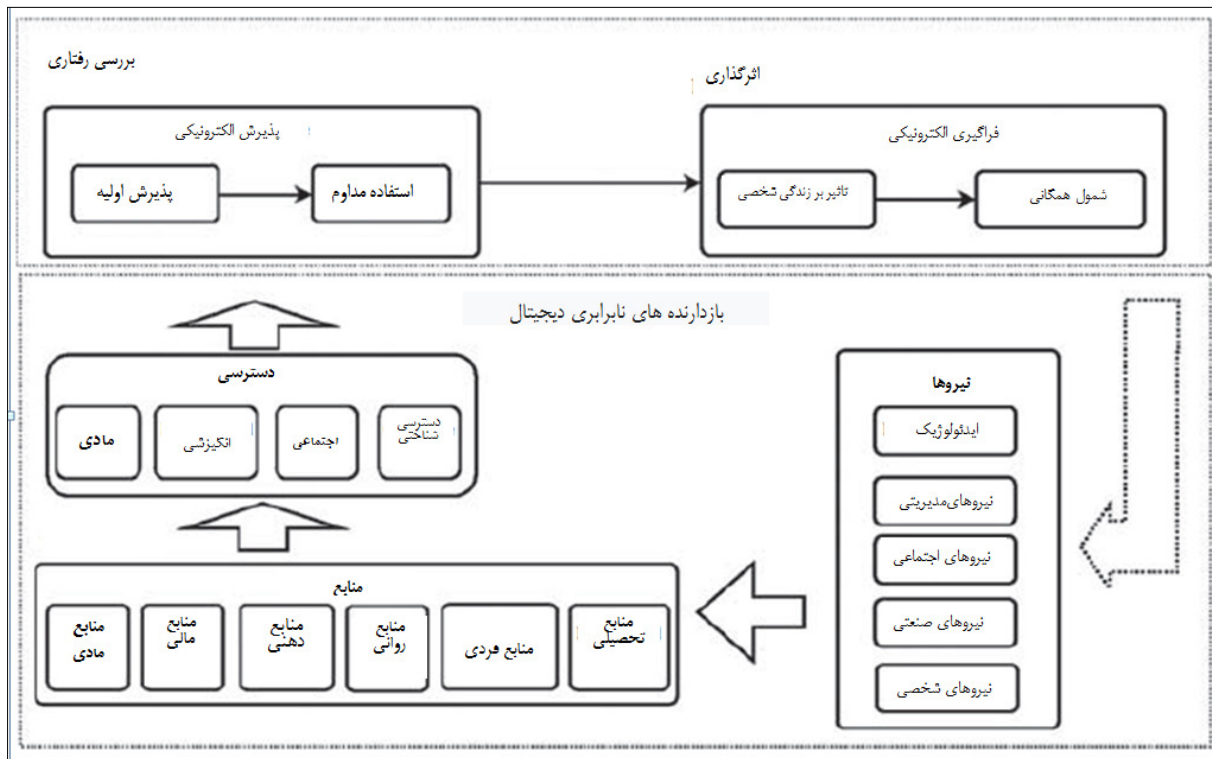 بررسی رفتاری
اثرگذاری
پذیرش الکترونیکی
پذیرش اولیه
استفاده مداوم
فراگیری الکترونیکی
تاثیر بر زندگی شخصی
شمول همگانی
بازدارنده های نابرابری دیجیتال
دسترسی
مادی
انگیزشی
اجتماعی
دسترسی
شناختی
نیروها
ایدئولوژیک
نیروهای مدیریتی
نیروهای اجتماعی
نیروهای صنعتی
نیروهای شخصی
منابع
منابع
مادی
منابع
مالی
منابع
دهنی
منابع
روانی
منابع فردی
منابع
تحصیلی